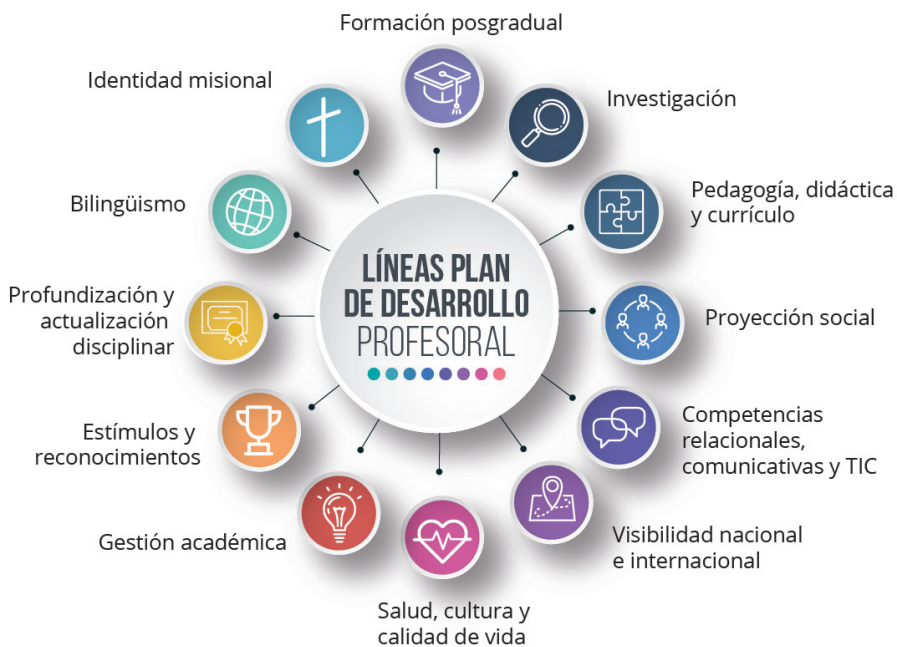 Formación posgradual
Identidad misional
Investigación
Bilingüismo
Pedagogía, didáctica
y currículo
LÍNEAS PLAN
DE DESARROLLO
PROFESORAL
Profundización y
actualización
disciplinar
Proyección social
Estímulos y
reconocimientos
Competencias
relacionales,
comunicativas y TIC
Gestión académica
Visibilidad nacional
e internacional
Salud, cultura y
calidad de vida